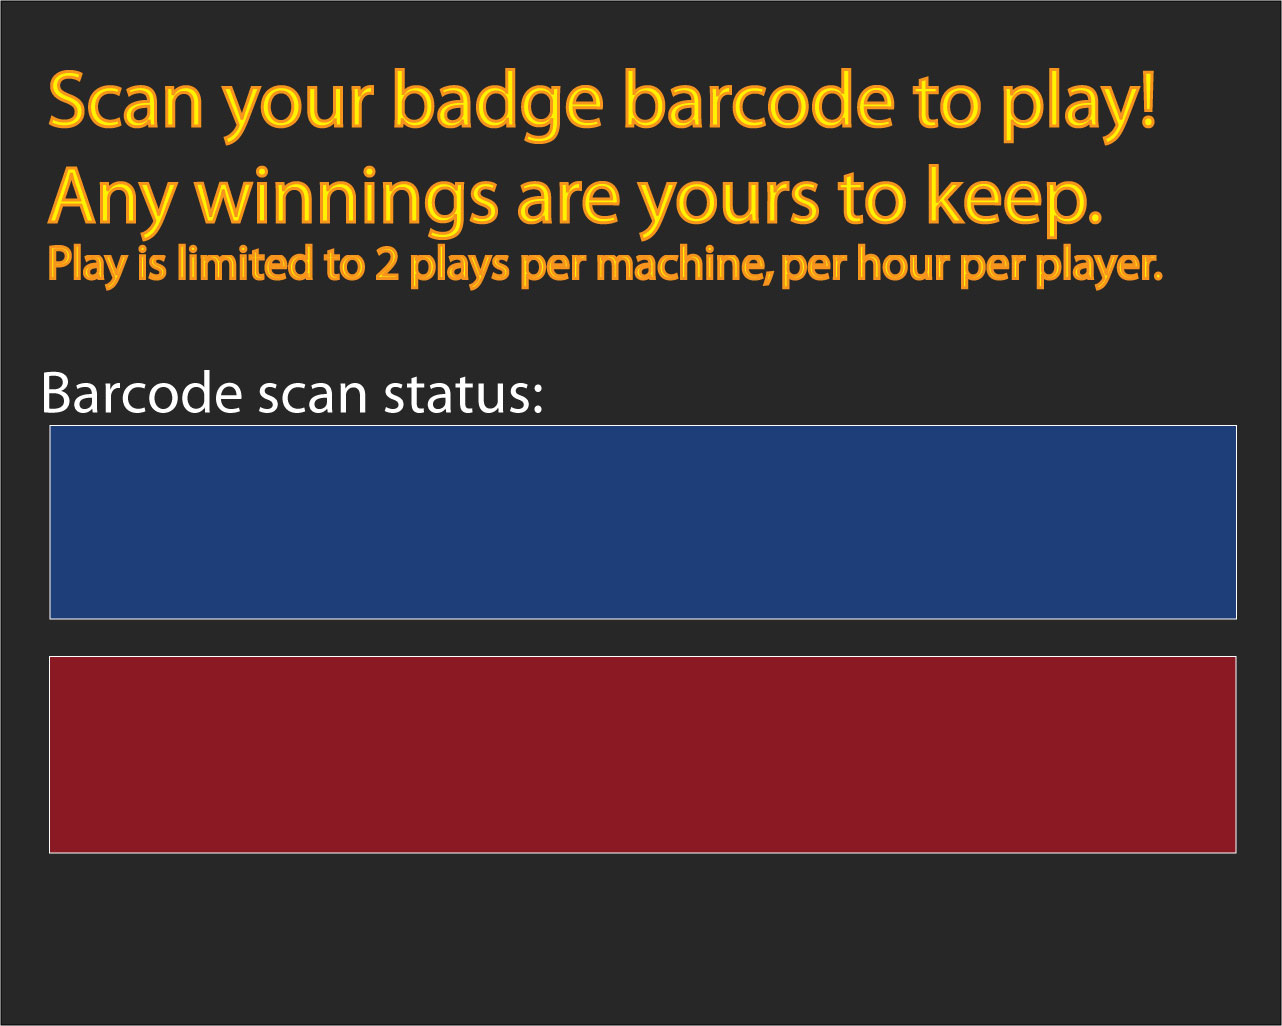 Scan your badge barcode to play!
Any winnings are yours to keep.
Play is limited to 2 plays per machine, per hour per player.
Barcode scan status: